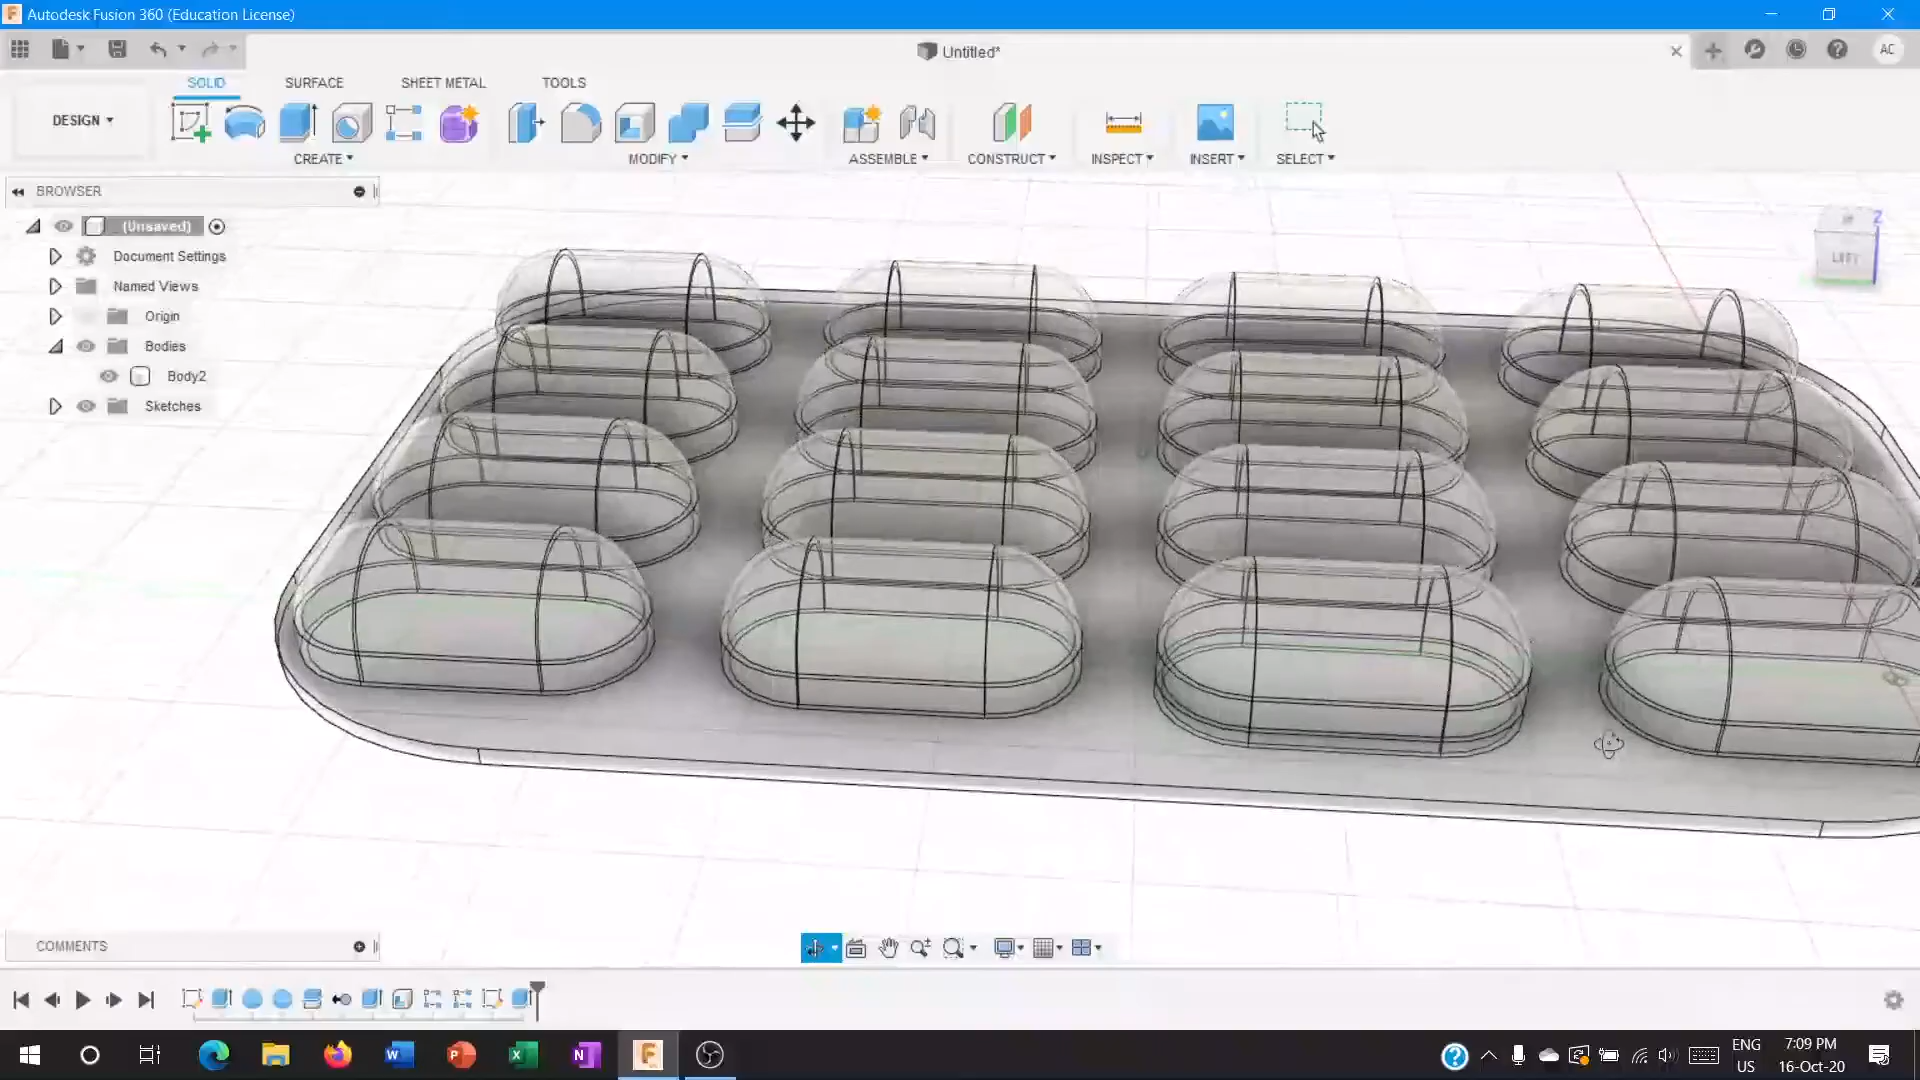 Autodesk Fusion 360 (Education License)
Untitled*
AC
SOLID
SURFACE
SHEET METAL
TOOLS
DESIGN
CREATE
MODIFY
ASSEMBLE
CONSTRUCT
INSPECT
INSERT
SELECT
BROWSER
(Unsaved)
Document Settings
Named Views
Origin
Bodies
Body2
Sketches
Z
LEFT
COMMENTS
ENG
US
7:09 PM
16-Oct-20